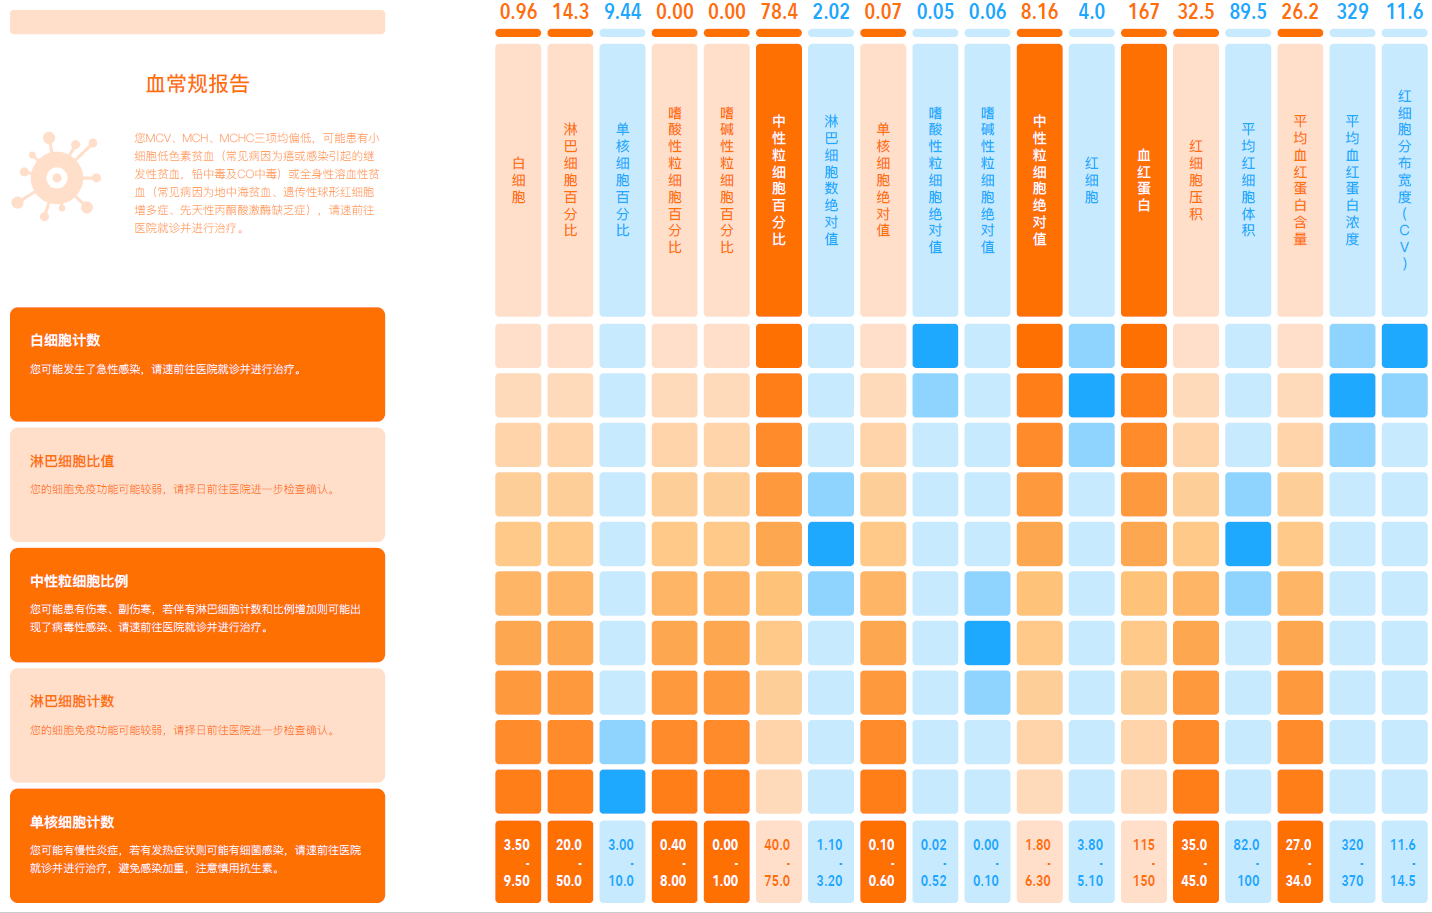 血常规报告
您MCV、MCH、MCHC三项均偏低，可能患有小
细胞低色素贫血（常见病因为癌或感染引起的继
发性贫血，铅中毒及CO中毒）或全身性溶血性贫
血（常见病因为地中海贫血、遗传性球形红细胞
增多症、先天性丙酮酸激酶缺乏症），请速前往
医院就诊并进行治疗。
白细胞计数
您可能发生了急性感染，请速前往医院就诊并进行治疗。
淋巴细胞比值
您的细胞免疫功能可能较弱，请择日前往医院进一步检查确认。
中性粒细胞比例
您可能患有伤寒、副伤寒，若伴有淋巴细胞计数和比例增加则可能出
现了病毒性感染、请速前往医院就诊并进行治疗。
淋巴细胞计数
您的细胞免疫功能可能较弱，请择日前往医院进一步检查确认。
单核细胞计数
您可能有慢性炎症，若有发热症状则可能有细菌感染，请速前往医院
就诊并进行治疗，避免感染加重，注意慎用抗生素。
0.96 14.3 9.44 0.00 0.00 78.4 2.02 0.07 0.05 0.06 8.16 4.0 167 32.5 89.5 26.2 329 11.6
白细胞
淋巴细胞百分比
单核细胞百分比
嗜酸性粒细胞百分比
嗜碱性粒细胞百分比
中性粒细胞百分比
淋巴细胞数绝对值
单核细胞绝对值
嗜酸性粒细胞绝对值
嗜碱性粒细胞绝对值
中性粒细胞绝对值
红细胞
血红蛋白
红细胞压积
平均红细胞体积
平均血红蛋白含量
平均血红蛋白浓度
红细胞分布宽度(CV)
3.50 20.0 3.00 0.40 0.00 40.0 1.10 0.10 0.02 0.00 1.80 3.80 115 35.0 82.0 27.0 320 11.6
- - - - - - - - - - - - - - - - - -
9.50 50.0 10.0 8.00 1.00 75.0 3.20 0.60 0.52 0.10 6.30 5.10 150 45.0 100 34.0 370 14.5